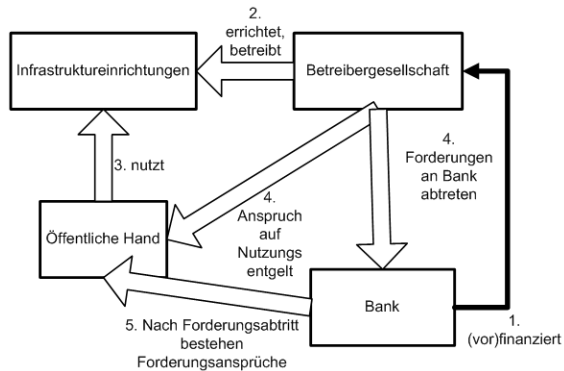 2.
errichtet,
betreibt
Infrastruktureinrichtungen
Betreibergesellschaft
3. nutzt
4.
Forderungen
an Bank
abtreten
4.
Anspruch
auf
Nutzungs
entgelt
Öffentliche Hand
Bank
1.
(vor)finanziert
5. Nach Forderungsabtritt
bestehen
Forderungsansprüche